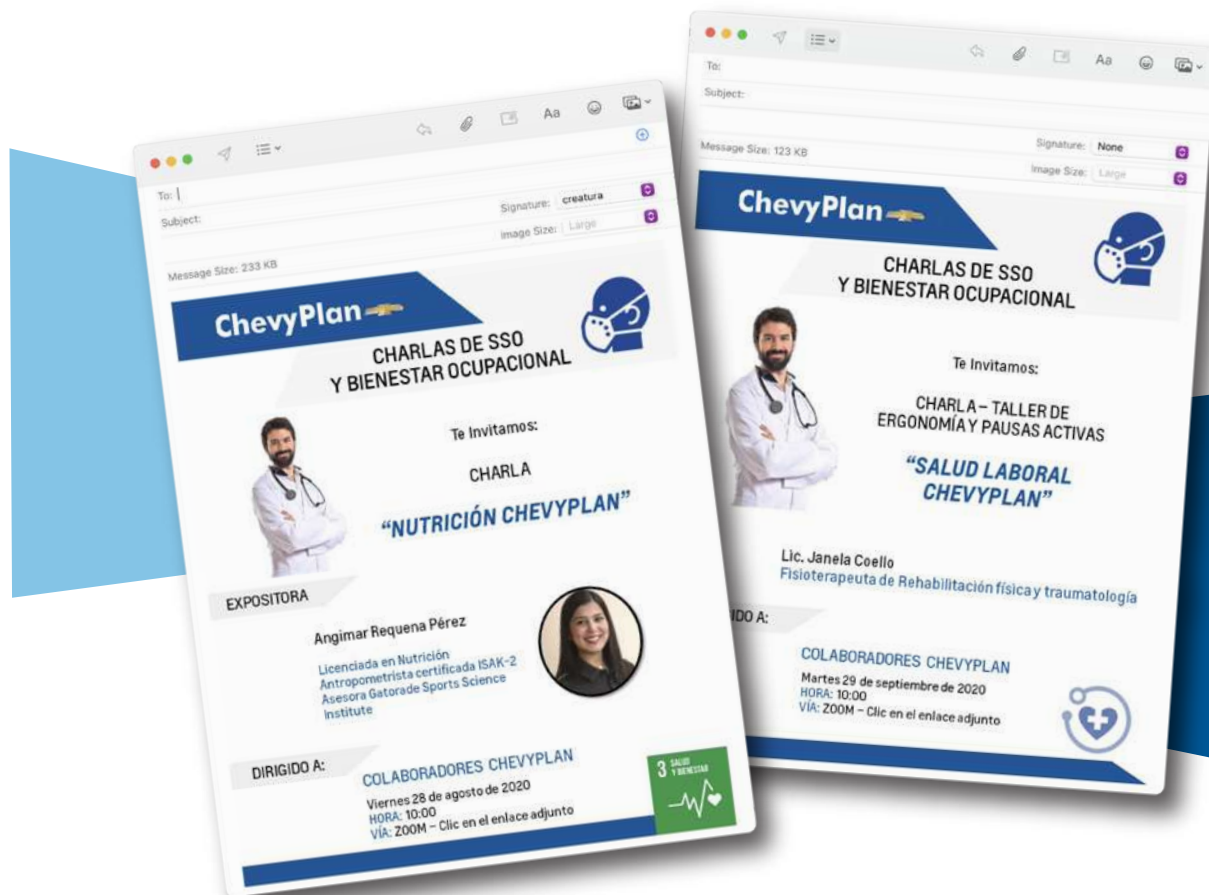 To:
Subject:
Signature: creatura
Image Size: Large
Message Size: 233 KB
Aa
ChevyPlan
CHARLAS DE SSO
Y BIENESTAR OCUPACIONAL
Te Invitamos:
CHARLA
“NUTRICIÓN CHEVYPLAN”
EXPOSITORA
Angimar Requena Pérez
Licenciada en Nutrición
Antropometrista certificada ISAK-2
Asesora Gatorade Sports Science
Institute
DIRIGIDO A:
COLABORADORES CHEVYPLAN
Viernes 28 de agosto de 2020
HORA: 10:00
VÍA: ZOOM – Clic en el enlace adjunto
3 SALUD
Y BIENESTAR
Aa
To:
Subject:
Signature: None
Message Size: 123 KB
Image Size: Large
ChevyPlan
CHARLAS DE SSO
Y BIENESTAR OCUPACIONAL
Te Invitamos:
CHARLA – TALLER DE
ERGONOMÍA Y PAUSAS ACTIVAS
“SALUD LABORAL
CHEVYPLAN”
Lic. Janela Coello
Fisioterapeuta de Rehabilitación física y traumatología
IDO A:
COLABORADORES CHEVYPLAN
Martes 29 de septiembre de 2020
HORA: 10:00
VÍA: ZOOM – Clic en el enlace adjunto